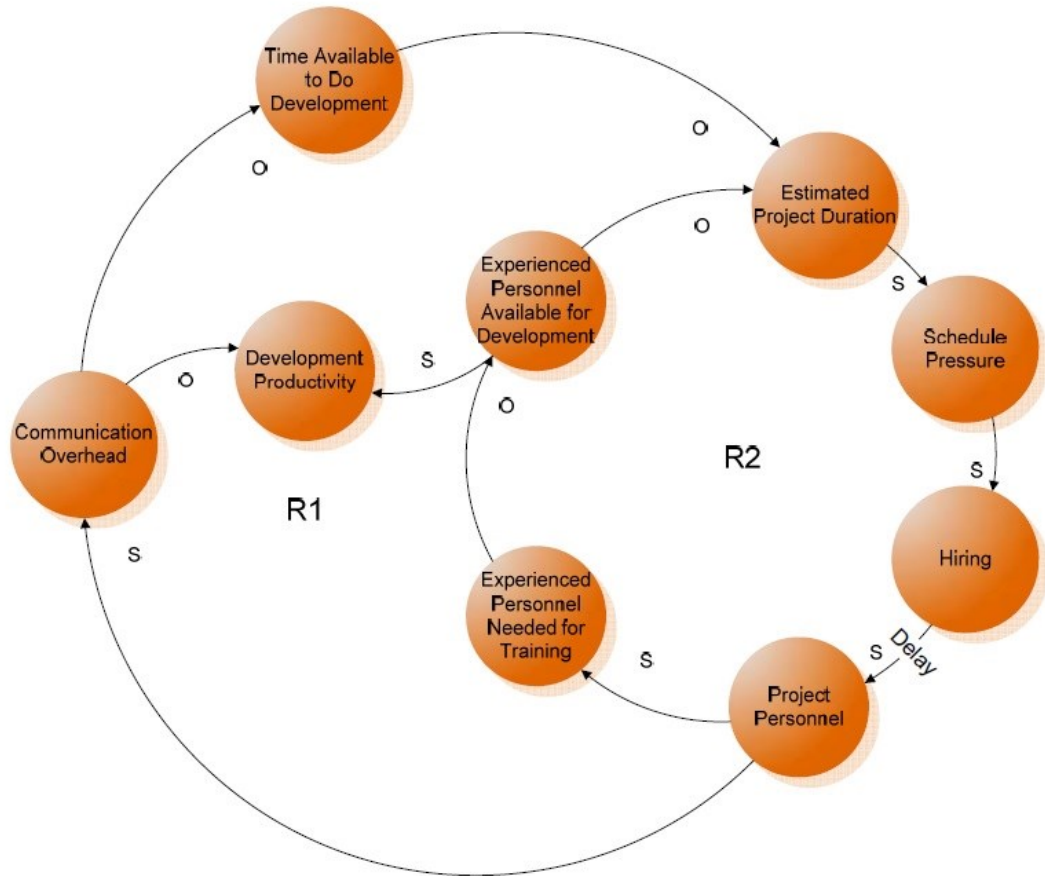 Time Available
to Do
Development
O
O
Estimated
Project Duration
O
S
Experienced
Personnel
Available for
Development
Schedule
Pressure
S
Development
Productivity
S
O
O
Communication
Overhead
R1
R2
S
Hiring
Delay
S
Experienced
Personnel
Needed for
Training
S
Project
Personnel